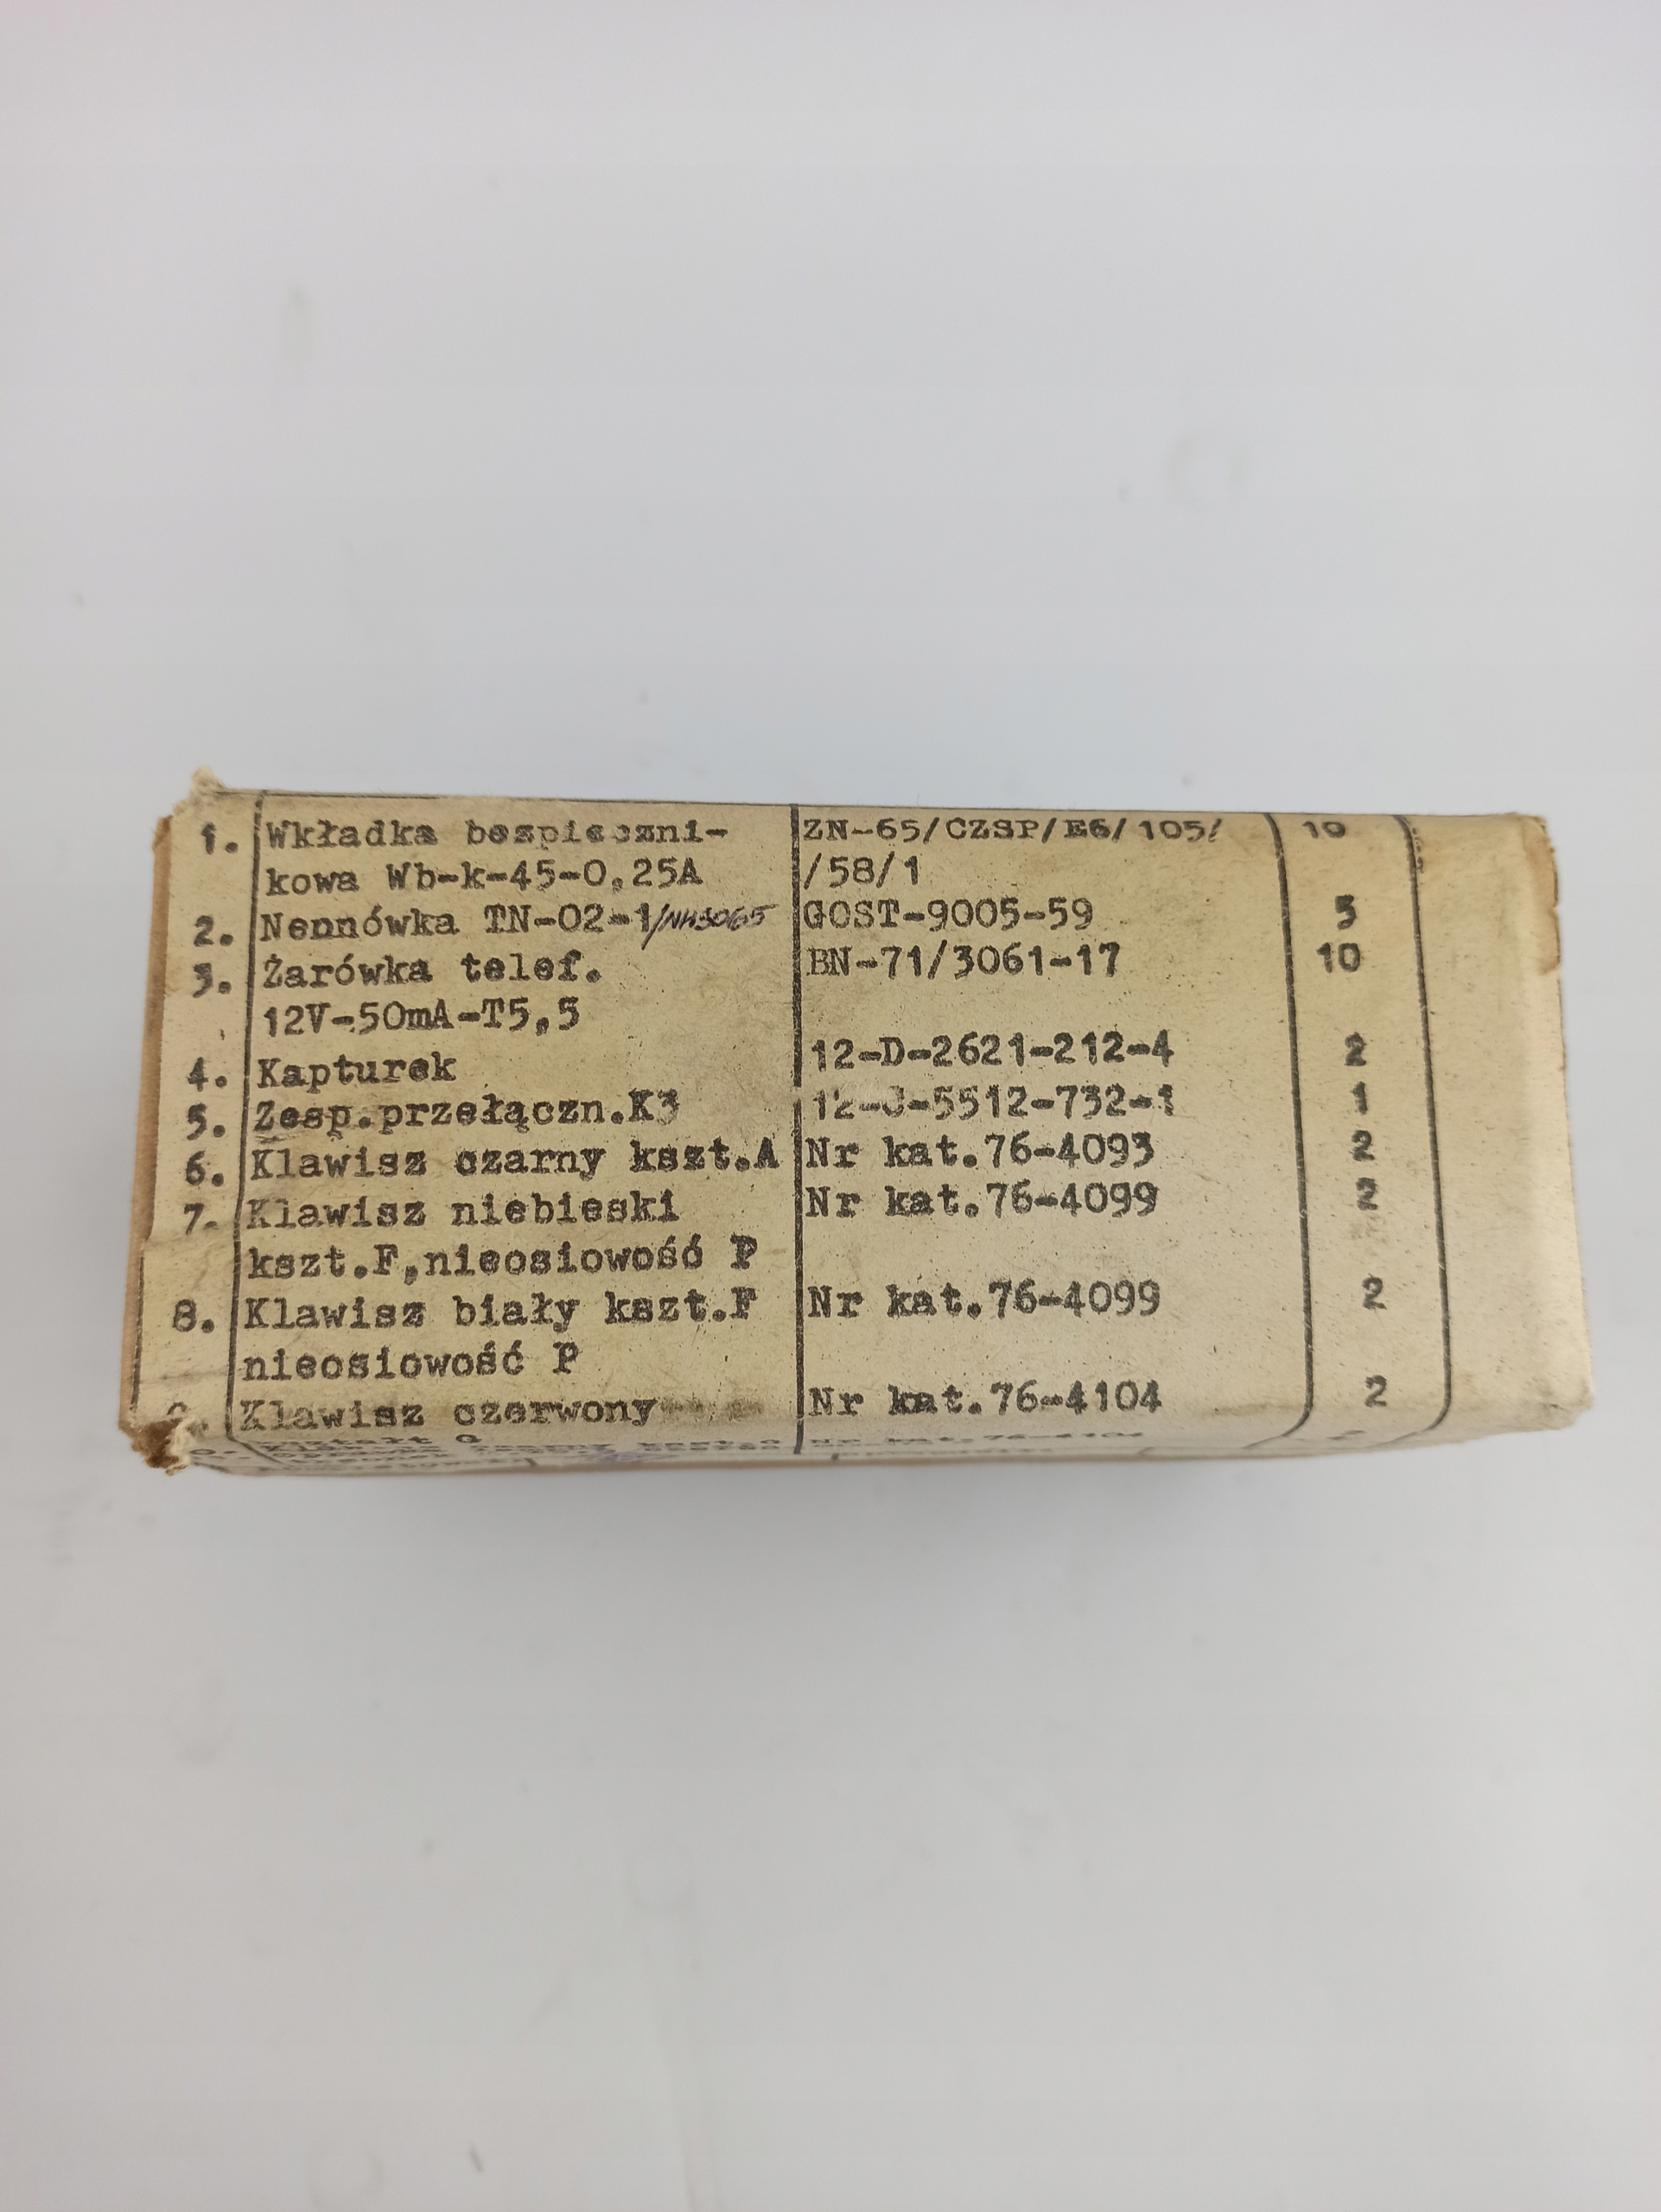 1. Wkładka bezpieczni- ZN-65/CZSP/E6/105/ 10
kowa Wb-k-45-0,25A /58/1
2. Nennówka TN-02-1/NH3065 GOST-9005-59 5
3. Żarówka telef. BN-71/3061-17 10
12V-50mA-T5,5
4. Kapturek 12-D-2621-212-4 2
5. Zesp.przełączn.K3 12-C-5512-732-1 1
6. Klawisz czarny kszt.A Nr kat.76-4093 2
7. Klawisz niebieski Nr kat.76-4099 2
kszt.F,nieosiowość P
8. Klawisz biały kszt.F Nr kat.76-4099 2
nieosiowość P
Klawisz czerwony Nr kat.76-4104 2